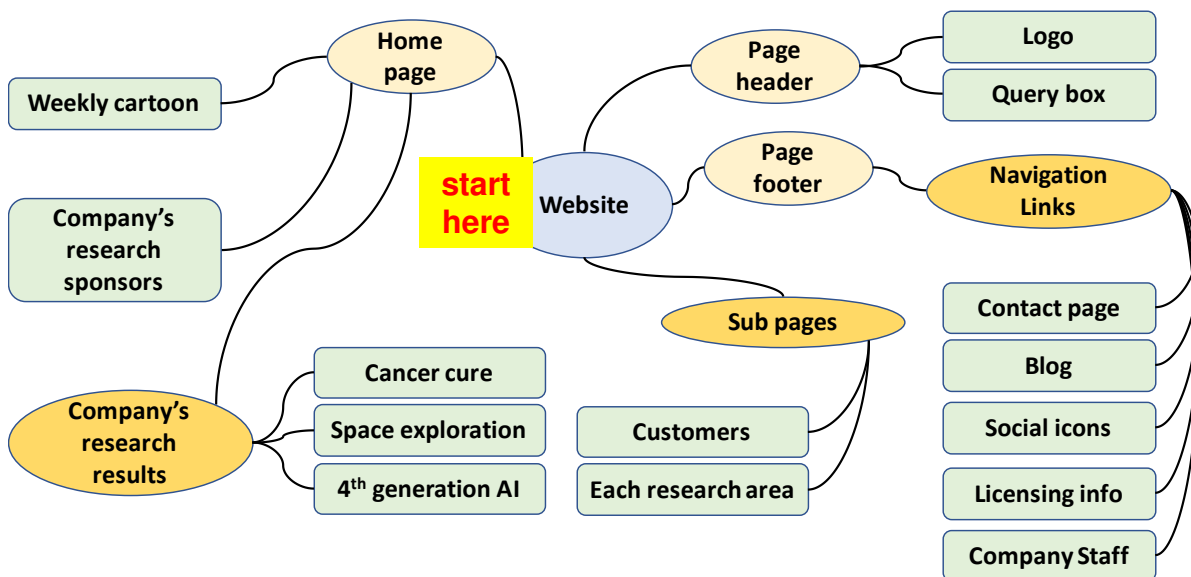 start
here
Website
Home
page
Weekly cartoon
Company’s
research
sponsors
Company’s
research
results
Cancer cure
Space exploration
4th generation AI
Page
header
Logo
Query box
Page
footer
Navigation
Links
Contact page
Blog
Social icons
Licensing info
Company Staff
Sub pages
Customers
Each research area